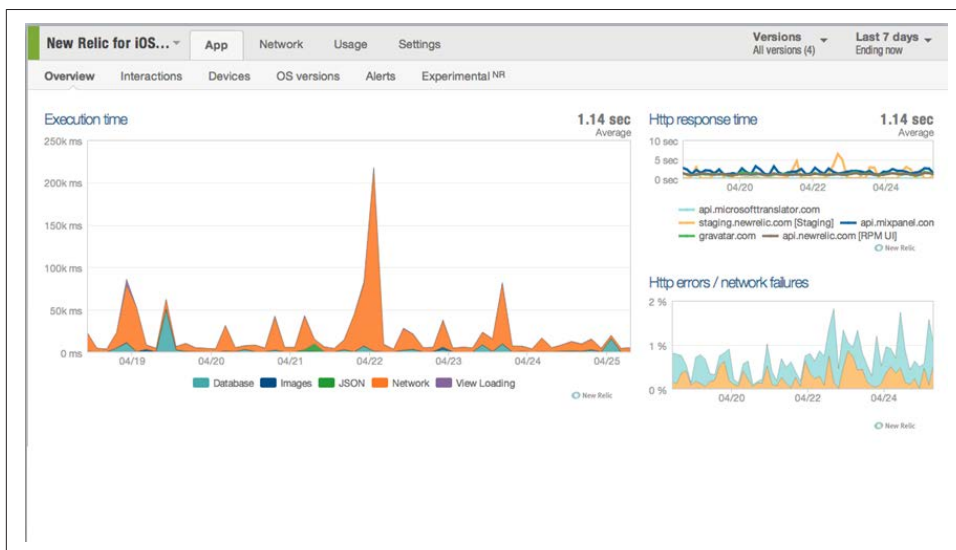 New Relic for iOS...
App Network Usage Settings
Versions
All versions (4)
Last 7 days
Ending now
Overview Interactions Devices OS versions Alerts Experimental NR
Execution time
1.14 sec
Average
250k ms
200k ms
150k ms
100k ms
50k ms
0 ms
04/19 04/20 04/21 04/22 04/23 04/24 04/25
Database Images JSON Network View Loading
New Relic
Http response time
1.14 sec
Average
10 sec
5 sec
0 sec
04/20 04/22 04/24
api.microsofttranslator.com
staging.newrelic.com [Staging] api.mixpanel.con
gravatar.com api.newrelic.com [RPM UI]
New Relic
Http errors / network failures
2 %
1 %
0 %
04/20 04/22 04/24
New Relic